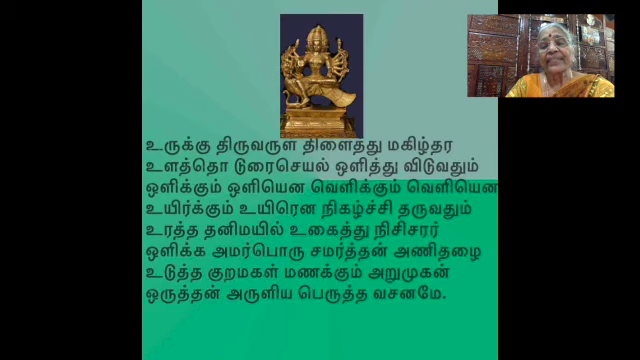 உருக்கு திருவருள் திளைத்து மகிழ்தர
உளத்தொ டுரைசெயல் ஒளித்து விடுவதும்
ஒளிக்கும் ஒளியென வெளிக்கும் வெளியென
உயிர்க்கும் உயிரென நிகழ்ச்சி தருவதும்
உரத்த தனிமயில் உகைத்து நிசிசரர்
ஒளிக்க அமர்பொரு சமர்த்தன் அணிதழை
உடுத்த குறமகள் மணக்கும் அறுமுகன்
ஒருத்தன் அருளிய பெருத்த வசனமே.